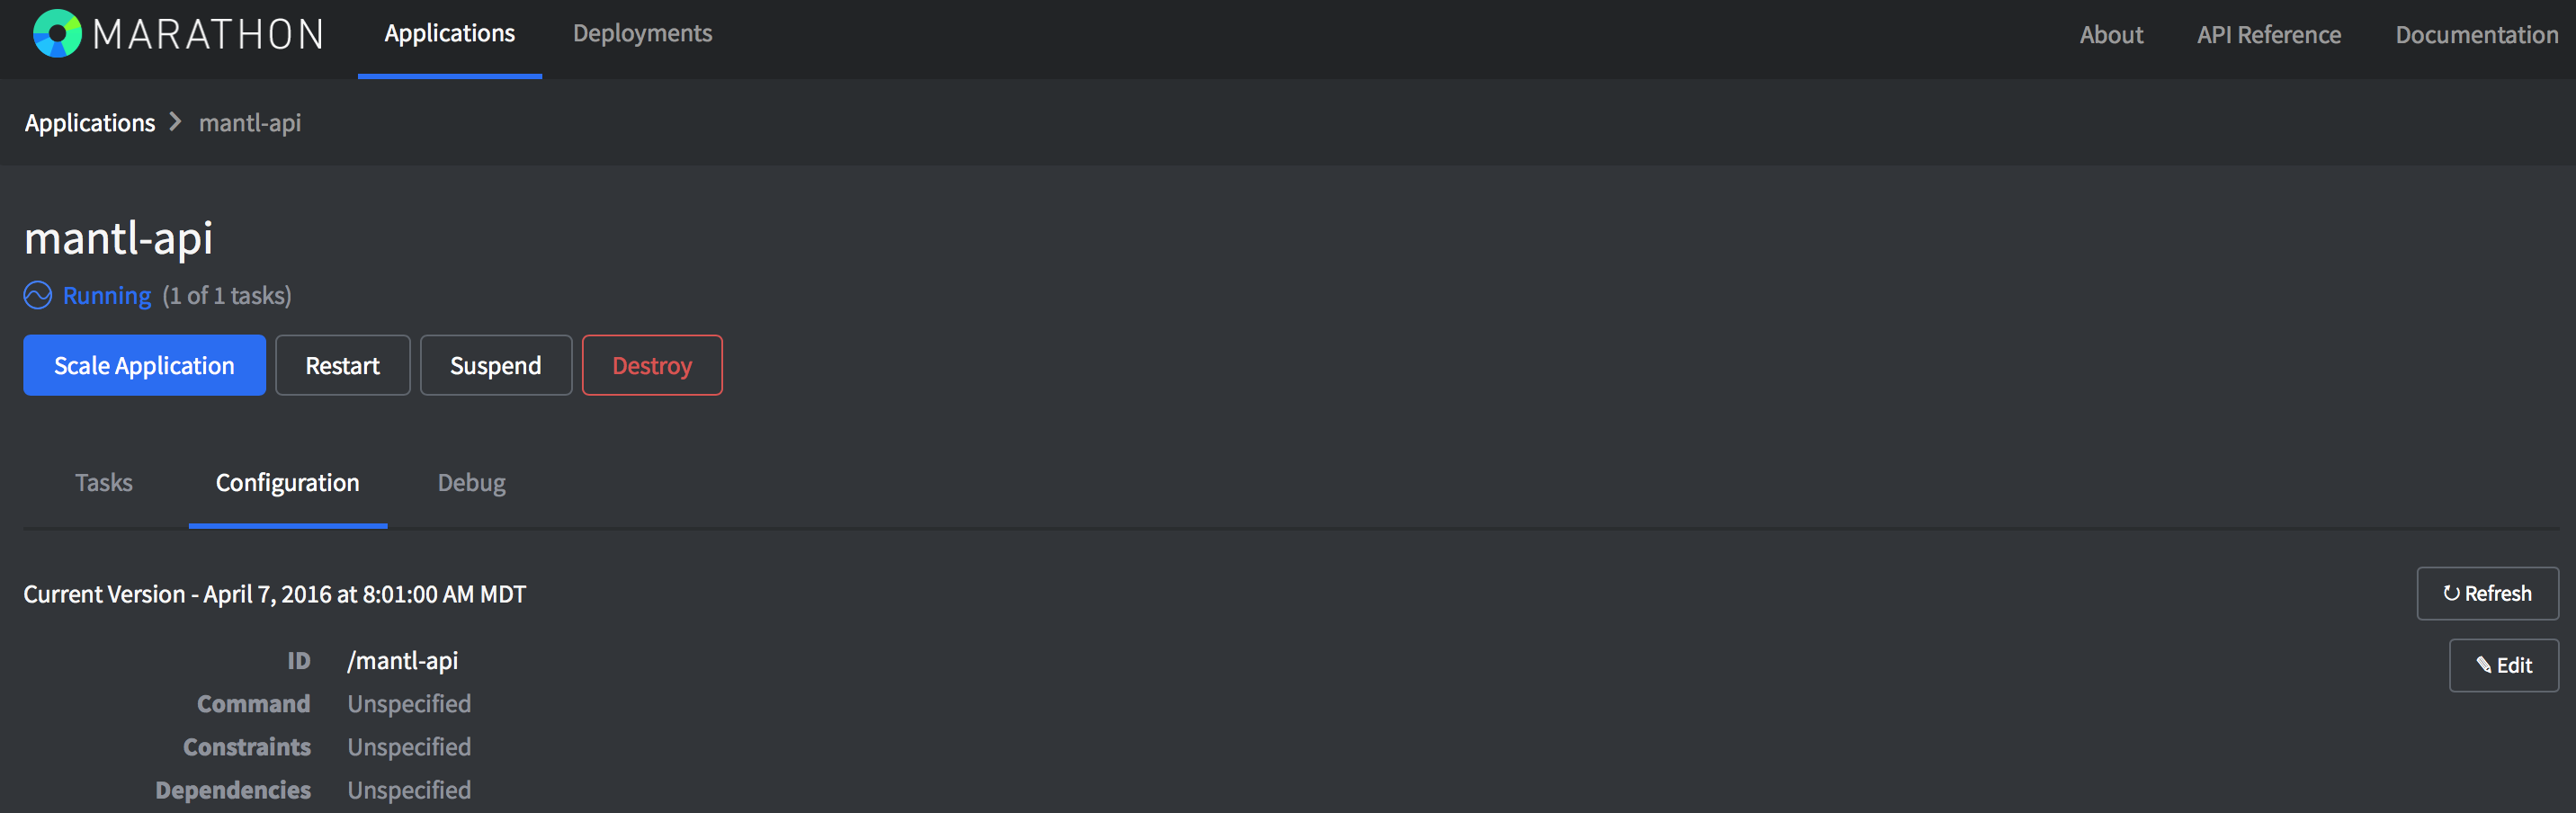 MARATHON Applications Deployments About API Reference Documentation
Applications > mantl-api
mantl-api
Running (1 of 1 tasks)
Scale Application Restart Suspend Destroy
Tasks Configuration Debug
Current Version - April 7, 2016 at 8:01:00 AM MDT
↻ Refresh
✎ Edit
ID /mantl-api
Command Unspecified
Constraints Unspecified
Dependencies Unspecified